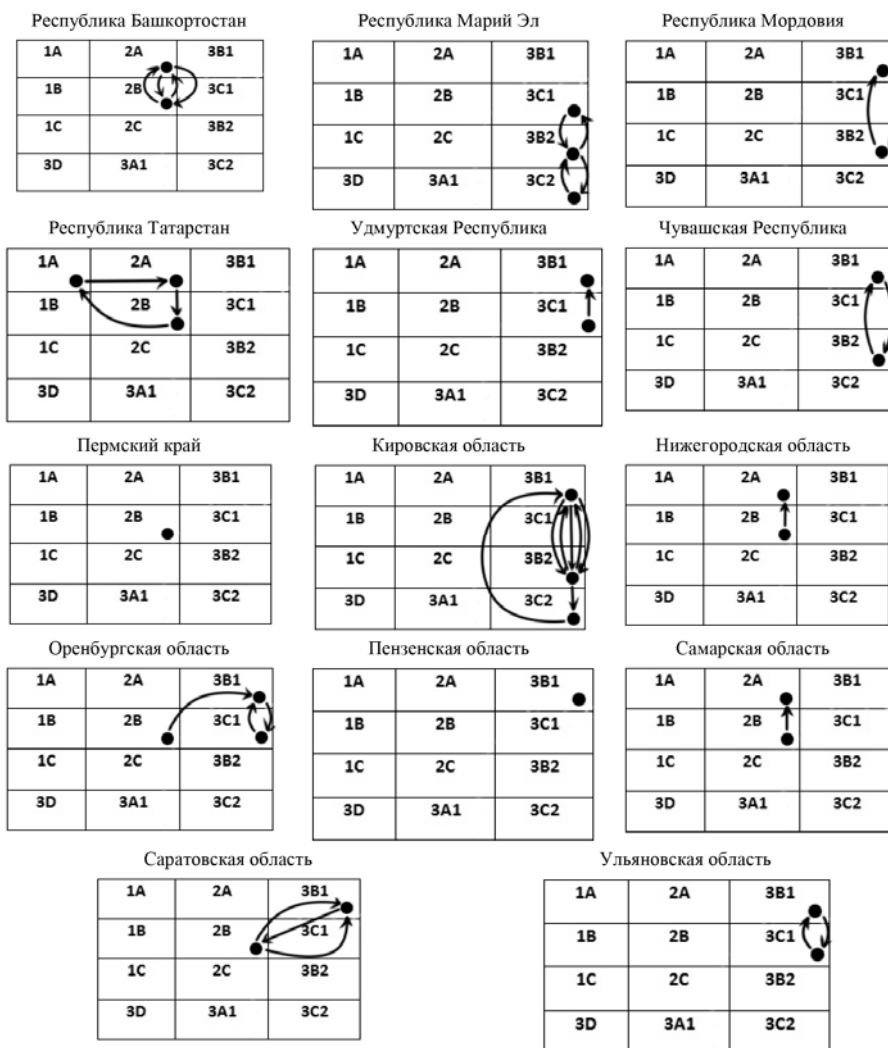 Республика Башкортостан
1A 2A 3B1
1B 2B 3C1
1C 2C 3B2
3D 3A1 3C2
Республика Марий Эл
1A 2A 3B1
1B 2B 3C1
1C 2C 3B2
3D 3A1 3C2
Республика Мордовия
1A 2A 3B1
1B 2B 3C1
1C 2C 3B2
3D 3A1 3C2
Республика Татарстан
1A 2A 3B1
1B 2B 3C1
1C 2C 3B2
3D 3A1 3C2
Удмуртская Республика
1A 2A 3B1
1B 2B 3C1
1C 2C 3B2
3D 3A1 3C2
Чувашская Республика
1A 2A 3B1
1B 2B 3C1
1C 2C 3B2
3D 3A1 3C2
Пермский край
1A 2A 3B1
1B 2B 3C1
1C 2C 3B2
3D 3A1 3C2
Кировская область
1A 2A 3B1
1B 2B 3C1
1C 2C 3B2
3D 3A1 3C2
Нижегородская область
1A 2A 3B1
1B 2B 3C1
1C 2C 3B2
3D 3A1 3C2
Оренбургская область
1A 2A 3B1
1B 2B 3C1
1C 2C 3B2
3D 3A1 3C2
Пензенская область
1A 2A 3B1
1B 2B 3C1
1C 2C 3B2
3D 3A1 3C2
Самарская область
1A 2A 3B1
1B 2B 3C1
1C 2C 3B2
3D 3A1 3C2
Саратовская область
1A 2A 3B1
1B 2B 3C1
1C 2C 3B2
3D 3A1 3C2
Ульяновская область
1A 2A 3B1
1B 2B 3C1
1C 2C 3B2
3D 3A1 3C2